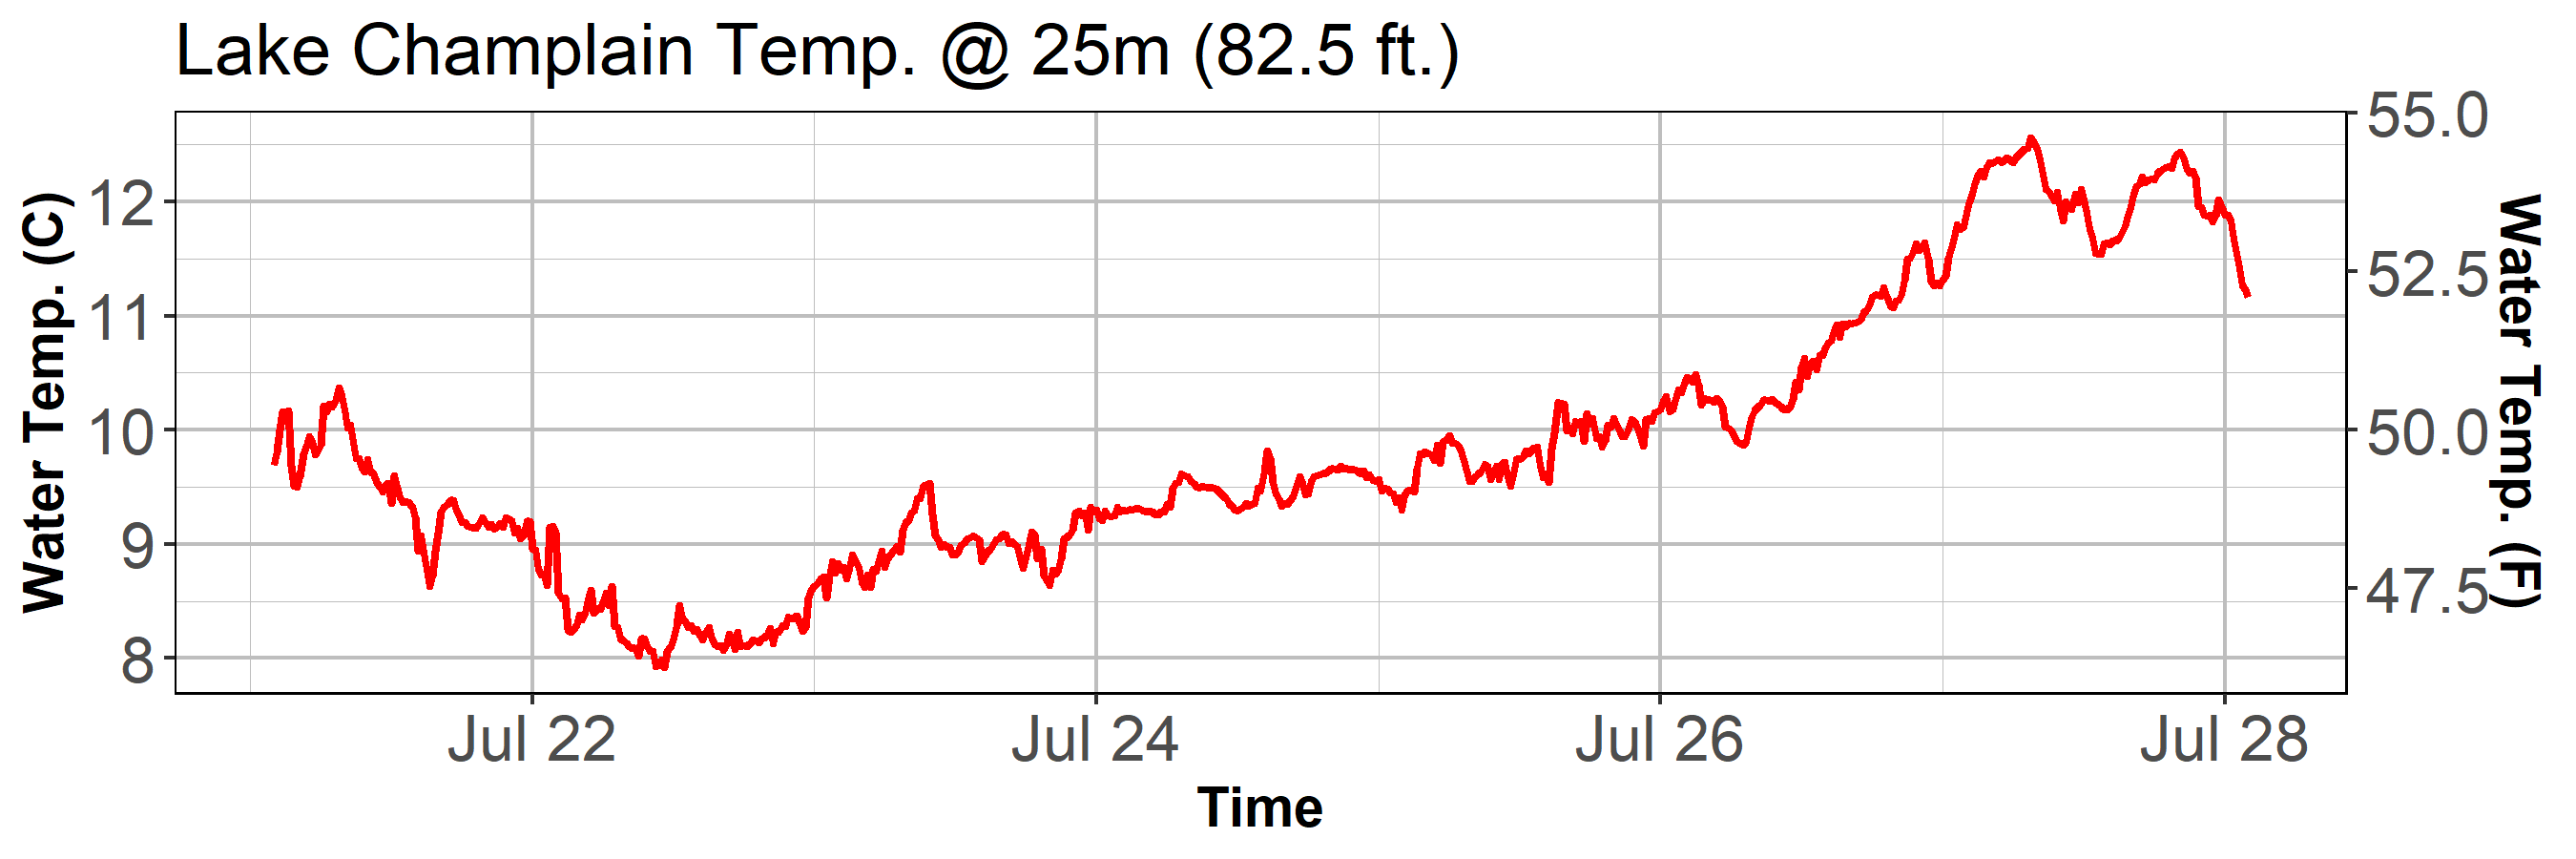 Lake Champlain Temp. @ 25m (82.5 ft.)
Water Temp. (C)
12
11
10
9
8
55.0
52.5
50.0
47.5
Water Temp. (F)
Jul 22
Jul 24
Jul 26
Jul 28
Time